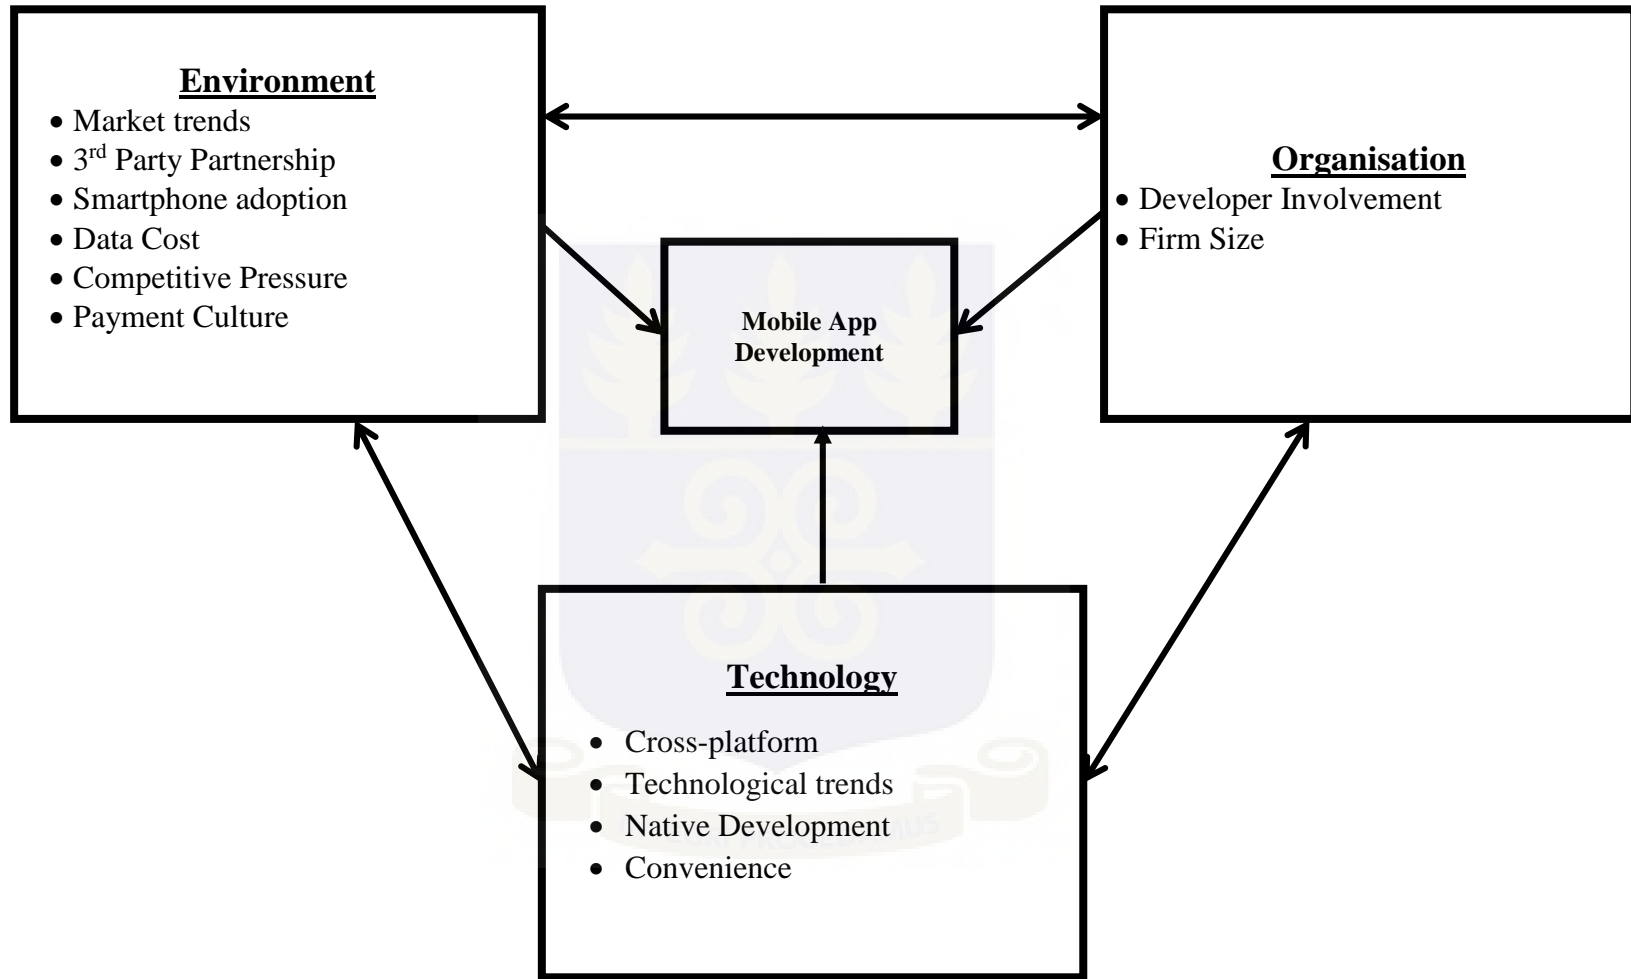 Environment
• Market trends
• 3rd Party Partnership
• Smartphone adoption
• Data Cost
• Competitive Pressure
• Payment Culture
Organisation
• Developer Involvement
• Firm Size
Mobile App
Development
Technology
• Cross-platform
• Technological trends
• Native Development
• Convenience